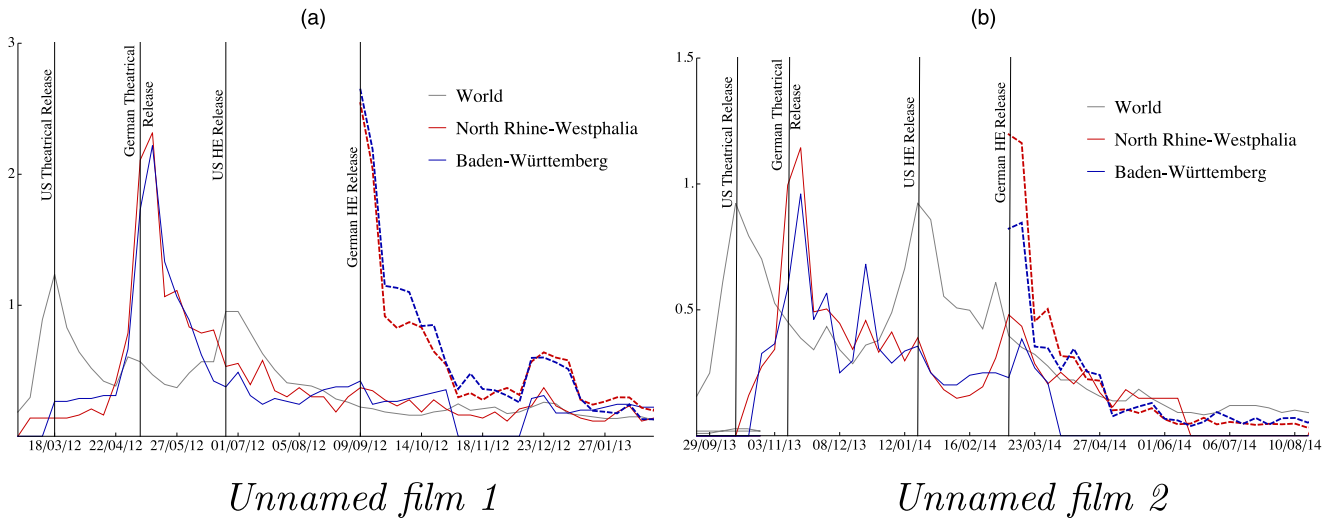 (a)
3
2
1
US Theatrical Release
German Theatrical
Release
US HE Release
German HE Release
World
North Rhine-Westphalia
Baden-Württemberg
18/03/12 22/04/12 27/05/12 01/07/12 05/08/12 09/09/12 14/10/12 18/11/12 23/12/12 27/01/13
Unnamed film 1
(b)
1.5
1.
0.5
US Theatrical Release
German Theatrical
Release
US HE Release
German HE Release
World
North Rhine-Westphalia
Baden-Württemberg
29/09/13 03/11/13 08/12/13 12/01/14 16/02/14 23/03/14 27/04/14 01/06/14 06/07/14 10/08/14
Unnamed film 2